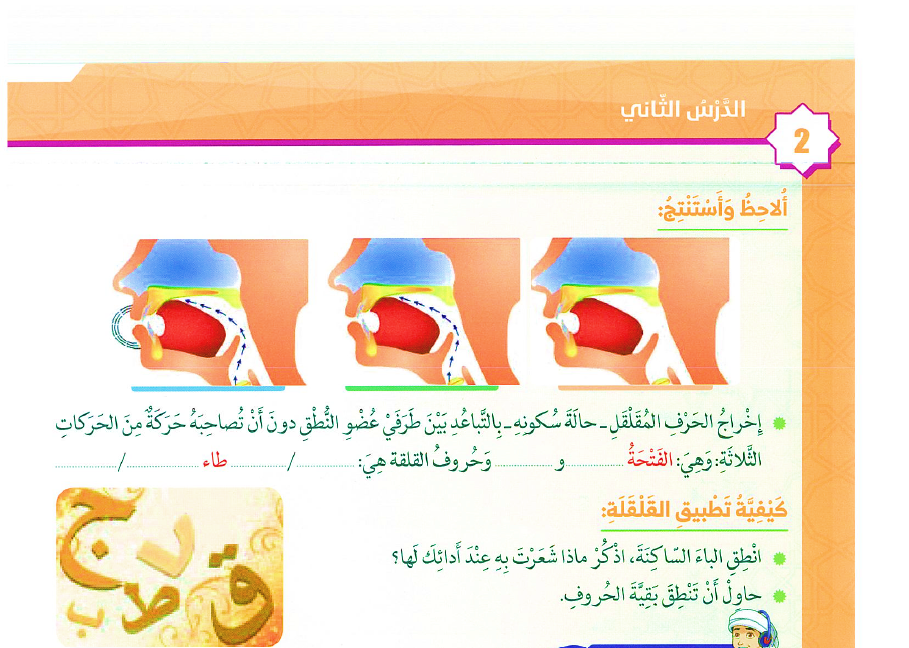 الدَّرْسُ الثّاني
2
أُلاحِظُ وَأَسْتَنْتِجُ:
إِخْراجُ الحَرْفِ المُقَلْقَلِ - حالَةَ سُكونِهِ - بِالتَّباعُدِ بَيْنَ طَرَفَيْ عُضْوِ النُّطْقِ دونَ أَنْ تُصاحِبَهُ حَرَكَةٌ مِنَ الحَرَكاتِ
الثَّلاثَةِ: وَهِيَ: الفَتْحَةُ ............ و ............ وَحُروفُ القلقة هِيَ: ............ / ............ طاء ............ / ............
كَيْفِيَّةُ تَطْبيقِ القَلْقَلَةِ:
انْطِقِ الباءَ السّاكِنَةَ، اذْكُرْ ماذا شَعَرْتَ بِهِ عِنْدَ أَدائِكَ لَها؟
حاوِلْ أَنْ تَنْطِقَ بَقِيَّةَ الحُروفِ.
ج
د
ق
ط
ب